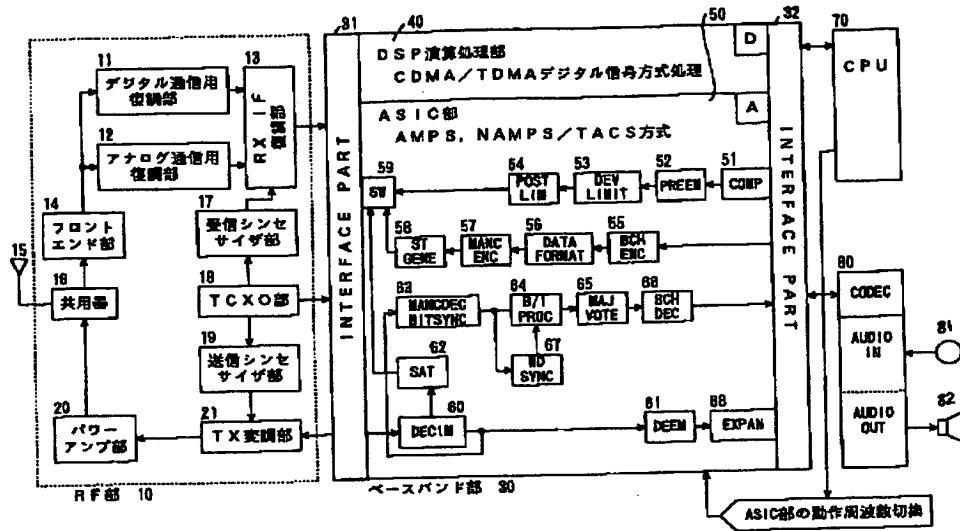 31
40
50
32
70
DSP演算処理部
D
CDMA/TDMAデジタル信号方式処理
CPU
11
デジタル通信用
復調部
13
RX IF
復調部
12
アナログ通信用
復調部
ASIC部
A
AMPS, NAMPS/TACS方式
INTERFACE PART
INTERFACE PART
59
SW
54
POST
LIM
53
DEV
LIMIT
52
PREEM
51
COMP
14
フロント
エンド部
17
受信シンセ
サイザ部
58
ST
GENE
57
MANC
ENC
56
DATA
FORMAT
55
BCH
ENC
15
16
共用器
18
TCXO部
63
MANCDEC
BITSYNC
64
B/I
PROC
65
MAJ
VOTE
66
BCH
DEC
80
CODEC
19
送信シンセ
サイザ部
62
SAT
67
WD
SYNC
AUDIO
IN
81
20
パワー
アンプ部
21
TX変調部
60
DECIM
61
DEEM
68
EXPAN
AUDIO
OUT
82
RF部 10
ベースバンド部 30
ASIC部の動作周波数切換